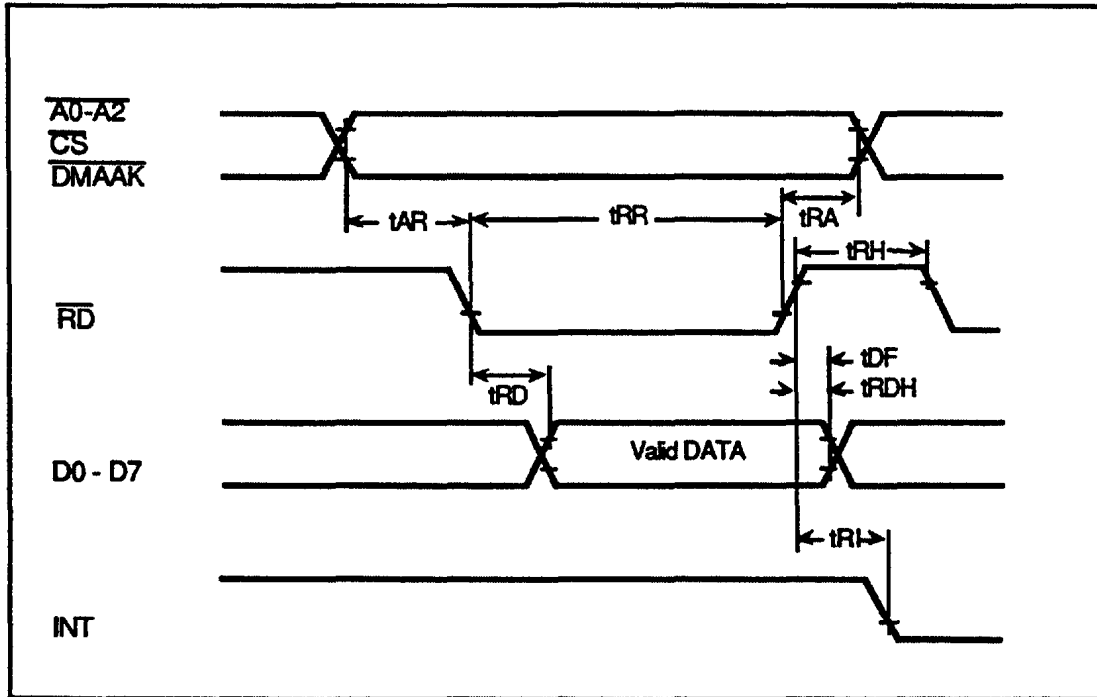 A0-A2
CS
DMAAK
tAR
tRR
tRA
tRH
RD
tDF
tRD
tRDH
Valid DATA
D0 - D7
tRI
INT